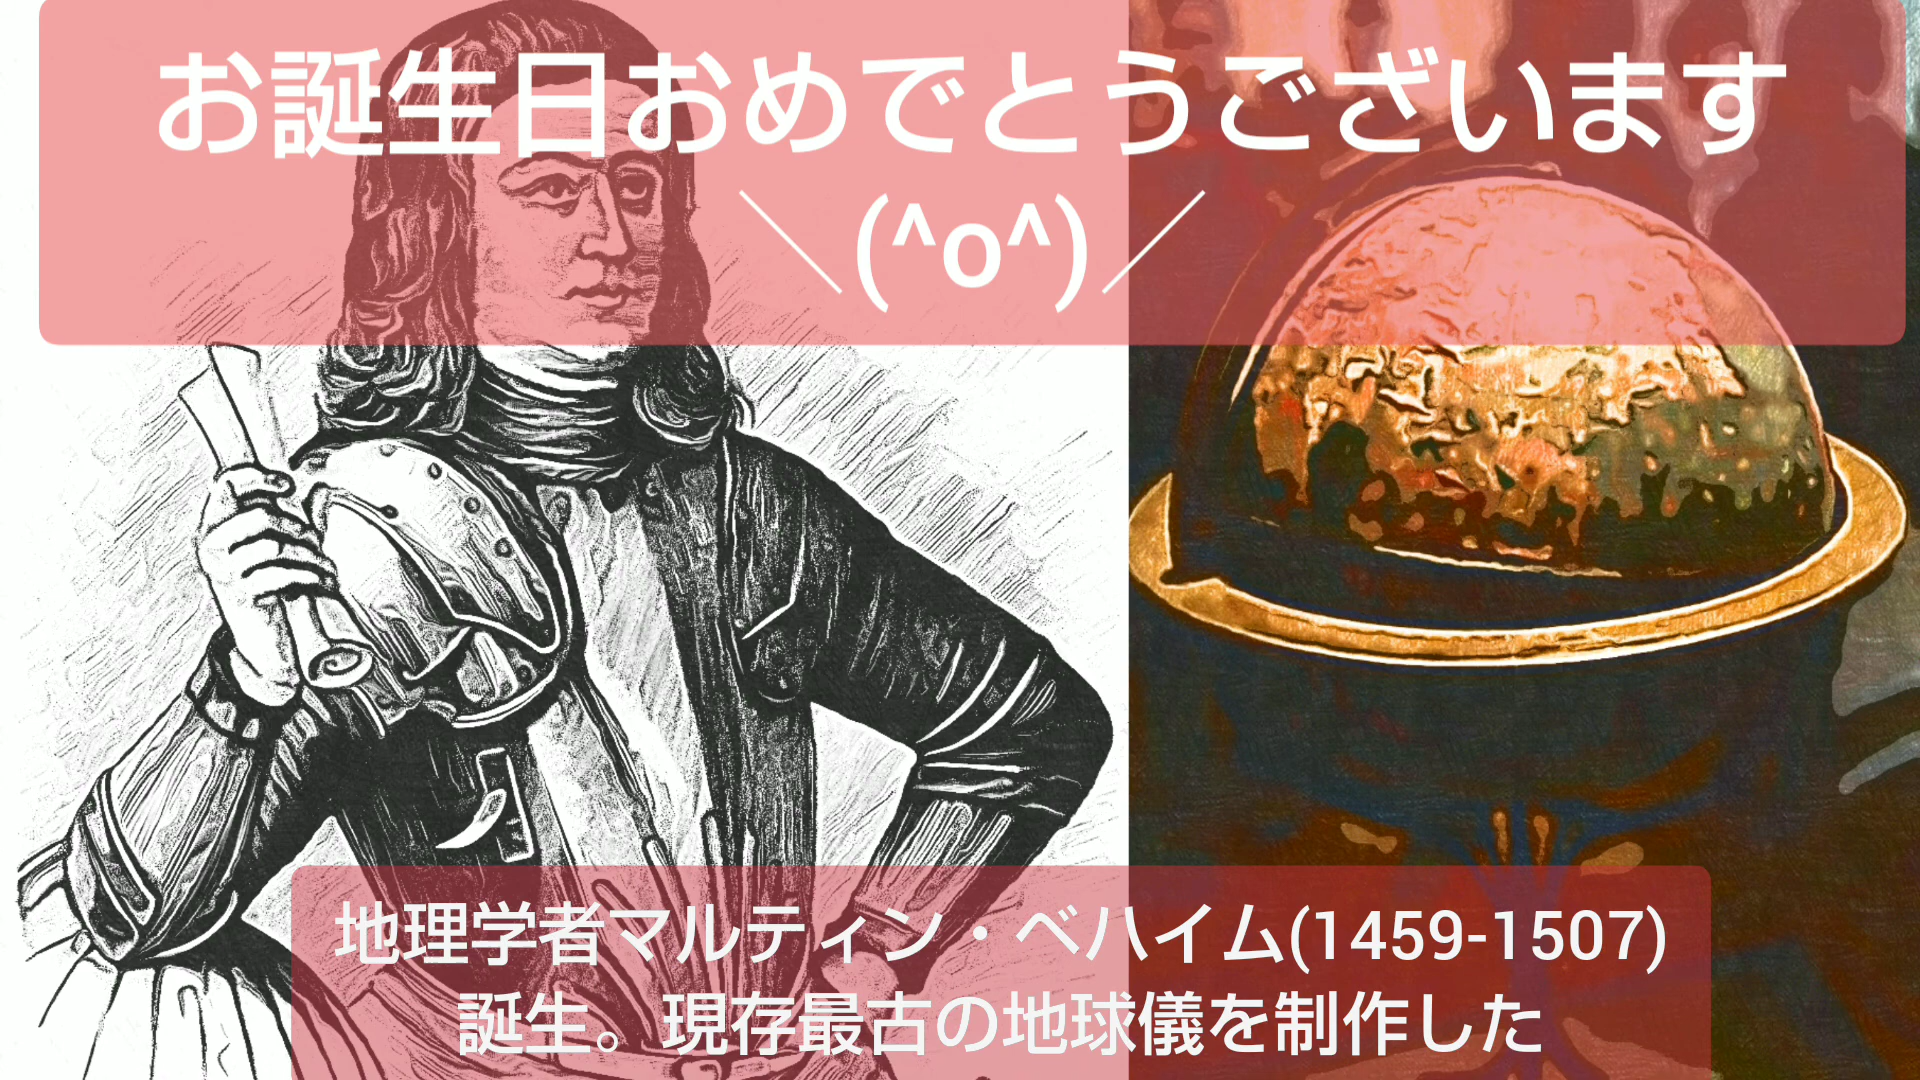 お誕生日おめでとうございます
＼(^o^)／
地理学者マルティン・ベハイム(1459-1507)
誕生。現存最古の地球儀を制作した